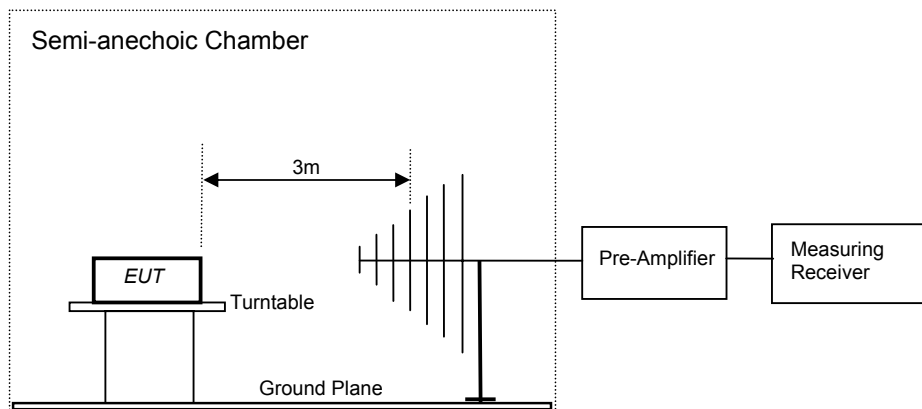 Semi-anechoic Chamber
3m
EUT
Turntable
Pre-Amplifier
Measuring
Receiver
Ground Plane